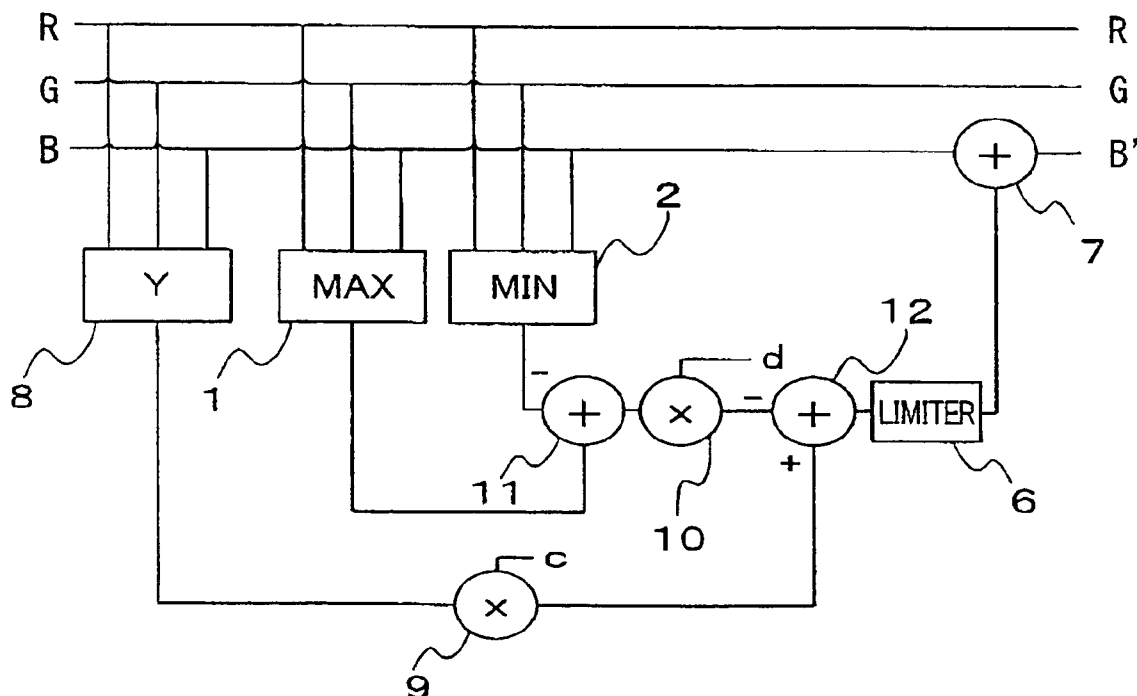 R R
G G
B + B'
7
2
Y MAX MIN
8 1
12
d
- + × - + LIMITER
+
11 10 6
c
×
9